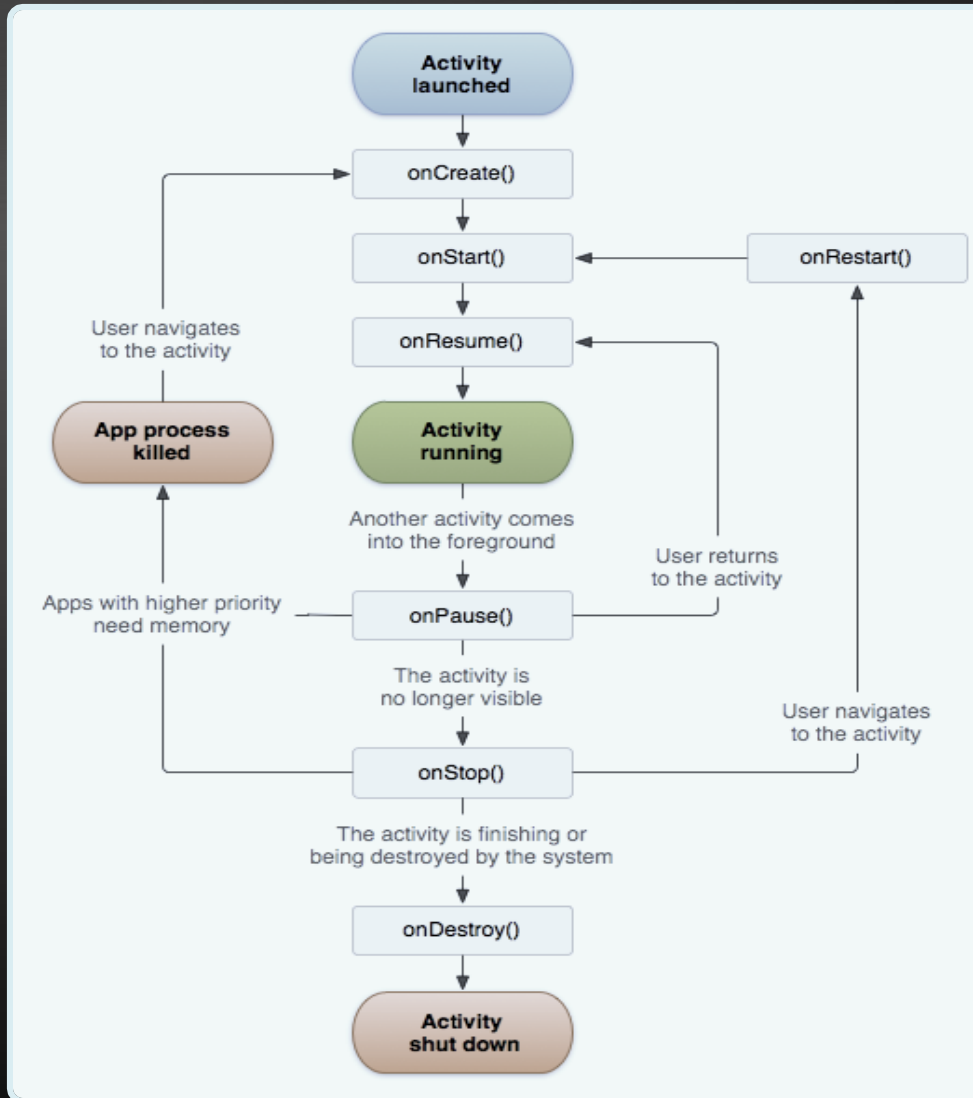 Activity
launched
onCreate()
onStart()
onRestart()
onResume()
User navigates
to the activity
App process
killed
Activity
running
Another activity comes
into the foreground
User returns
to the activity
Apps with higher priority
need memory
onPause()
The activity is
no longer visible
User navigates
to the activity
onStop()
The activity is finishing or
being destroyed by the system
onDestroy()
Activity
shut down